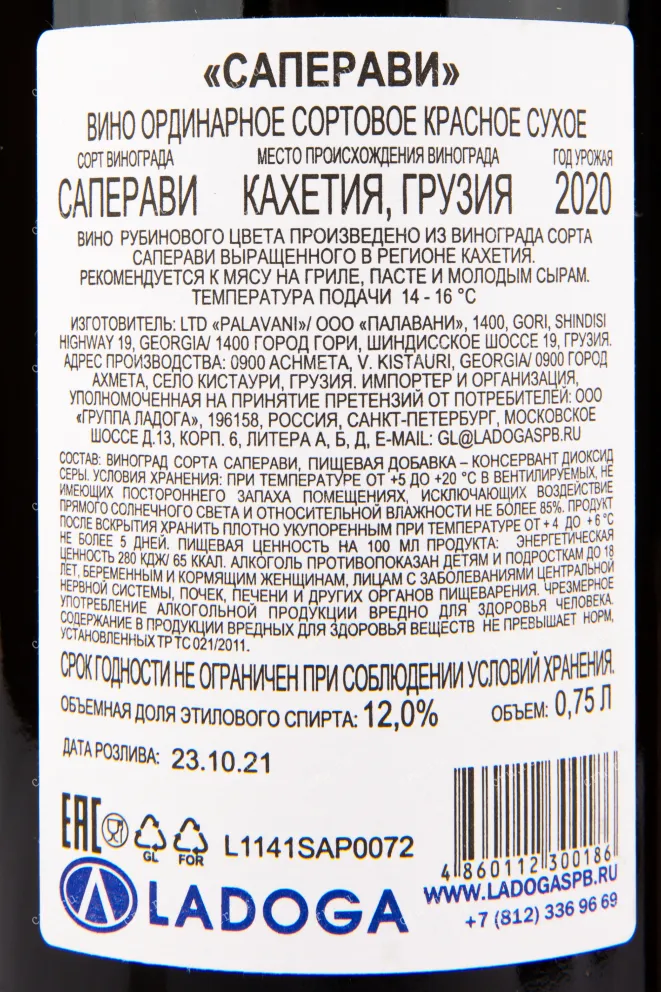 «САПЕРАВИ»
ВИНО ОРДИНАРНОЕ СОРТОВОЕ КРАСНОЕ СУХОЕ
СОРТ ВИНОГРАДА МЕСТО ПРОИСХОЖДЕНИЯ ВИНОГРАДА ГОД УРОЖАЯ
САПЕРАВИ КАХЕТИЯ, ГРУЗИЯ 2020
ВИНО РУБИНОВОГО ЦВЕТА ПРОИЗВЕДЕНО ИЗ ВИНОГРАДА СОРТА
САПЕРАВИ ВЫРАЩЕННОГО В РЕГИОНЕ КАХЕТИЯ.
РЕКОМЕНДУЕТСЯ К МЯСУ НА ГРИЛЕ, ПАСТЕ И МОЛОДЫМ СЫРАМ.
ТЕМПЕРАТУРА ПОДАЧИ 14 - 16 °C
ИЗГОТОВИТЕЛЬ: LTD «PALAVANI»/ ООО «ПАЛАВАНИ», 1400, GORI, SHINDISI
HIGHWAY 19, GEORGIA/ 1400 ГОРОД ГОРИ, ШИНДИССКОЕ ШОССЕ 19, ГРУЗИЯ.
АДРЕС ПРОИЗВОДСТВА: 0900 ACHMETA, V. KISTAURI, GEORGIA/ 0900 ГОРОД
АХМЕТА, СЕЛО КИСТАУРИ, ГРУЗИЯ. ИМПОРТЕР И ОРГАНИЗАЦИЯ,
УПОЛНОМОЧЕННАЯ НА ПРИНЯТИЕ ПРЕТЕНЗИЙ ОТ ПОТРЕБИТЕЛЕЙ: ООО
«ГРУППА ЛАДОГА», 196158, РОССИЯ, САНКТ-ПЕТЕРБУРГ, МОСКОВСКОЕ
ШОССЕ Д.13, КОРП. 6, ЛИТЕРА А, Б, Д, E-MAIL: GL@LADOGASPB.RU
СОСТАВ: ВИНОГРАД СОРТА САПЕРАВИ, ПИЩЕВАЯ ДОБАВКА – КОНСЕРВАНТ ДИОКСИД
СЕРЫ. УСЛОВИЯ ХРАНЕНИЯ: ПРИ ТЕМПЕРАТУРЕ ОТ +5 ДО +20 °C В ВЕНТИЛИРУЕМЫХ, НЕ
ИМЕЮЩИХ ПОСТОРОННЕГО ЗАПАХА ПОМЕЩЕНИЯХ, ИСКЛЮЧАЮЩИХ ВОЗДЕЙСТВИЕ
ПРЯМОГО СОЛНЕЧНОГО СВЕТА И ОТНОСИТЕЛЬНОЙ ВЛАЖНОСТИ НЕ БОЛЕЕ 85%. ПРОДУКТ
ПОСЛЕ ВСКРЫТИЯ ХРАНИТЬ ПЛОТНО УКУПОРЕННЫМ ПРИ ТЕМПЕРАТУРЕ ОТ + 4 ДО + 6 °C
НЕ БОЛЕЕ 5 ДНЕЙ. ПИЩЕВАЯ ЦЕННОСТЬ НА 100 МЛ ПРОДУКТА: ЭНЕРГЕТИЧЕСКАЯ
ЦЕННОСТЬ 280 КДЖ/ 65 ККАЛ. АЛКОГОЛЬ ПРОТИВОПОКАЗАН ДЕТЯМ И ПОДРОСТКАМ ДО 18
ЛЕТ, БЕРЕМЕННЫМ И КОРМЯЩИМ ЖЕНЩИНАМ, ЛИЦАМ С ЗАБОЛЕВАНИЯМИ ЦЕНТРАЛЬНОЙ
НЕРВНОЙ СИСТЕМЫ, ПОЧЕК, ПЕЧЕНИ И ДРУГИХ ОРГАНОВ ПИЩЕВАРЕНИЯ. ЧРЕЗМЕРНОЕ
УПОТРЕБЛЕНИЕ АЛКОГОЛЬНОЙ ПРОДУКЦИИ ВРЕДНО ДЛЯ ЗДОРОВЬЯ ЧЕЛОВЕКА.
СОДЕРЖАНИЕ В ПРОДУКЦИИ ВРЕДНЫХ ДЛЯ ЗДОРОВЬЯ ВЕЩЕСТВ НЕ ПРЕВЫШАЕТ НОРМ,
УСТАНОВЛЕННЫХ ТР ТС 021/2011.
СРОК ГОДНОСТИ НЕ ОГРАНИЧЕН ПРИ СОБЛЮДЕНИИ УСЛОВИЙ ХРАНЕНИЯ.
ОБЪЕМНАЯ ДОЛЯ ЭТИЛОВОГО СПИРТА: 12,0% ОБЪЕМ: 0,75 Л
ДАТА РОЗЛИВА: 23.10.21
EAC GL FOR L1141SAP0072
4 860112 300186
LADOGA
WWW.LADOGASPB.RU
+7 (812) 336 96 69